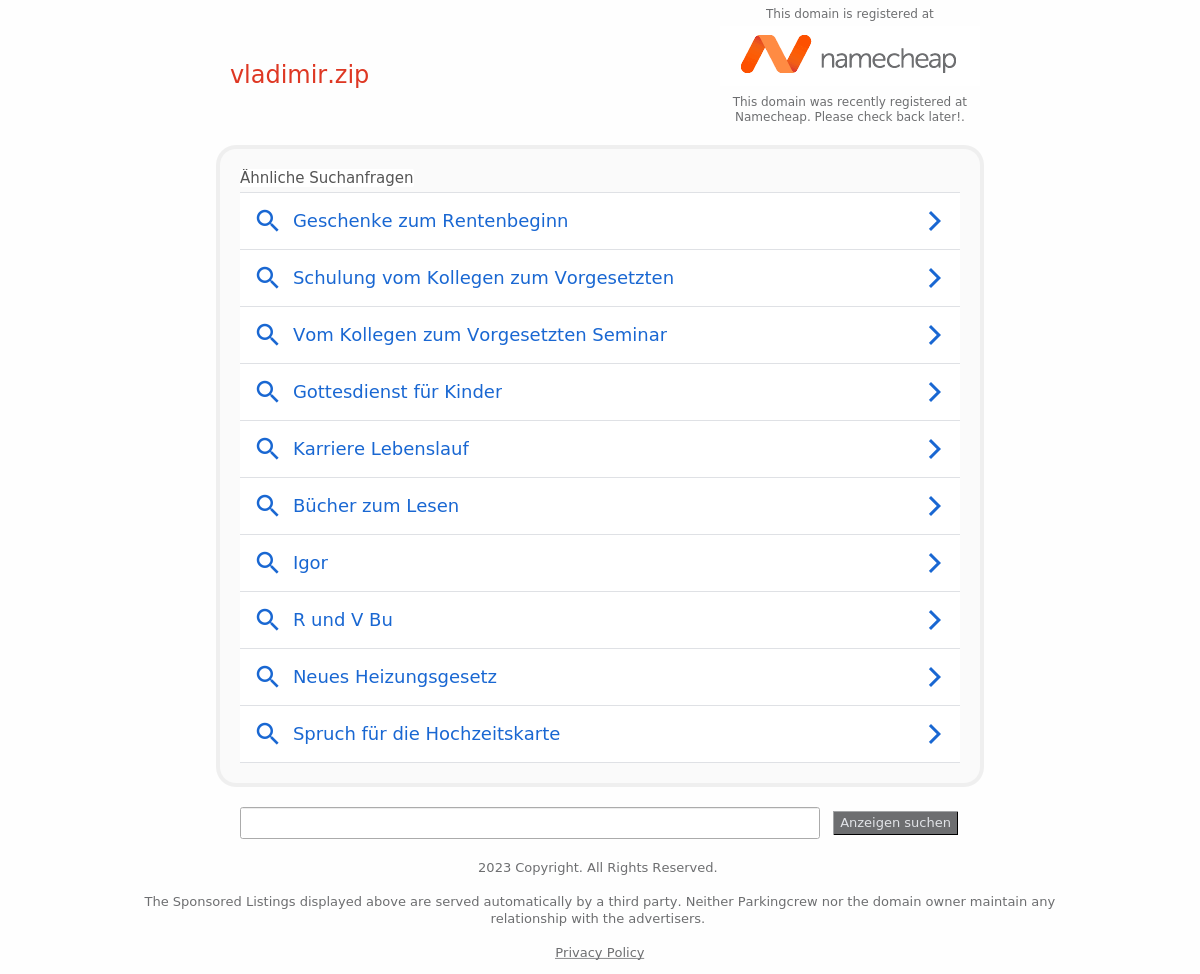 This domain is registered at
namecheap
vladimir.zip
This domain was recently registered at
Namecheap. Please check back later!.
Ähnliche Suchanfragen
Geschenke zum Rentenbeginn
Schulung vom Kollegen zum Vorgesetzten
Vom Kollegen zum Vorgesetzten Seminar
Gottesdienst für Kinder
Karriere Lebenslauf
Bücher zum Lesen
Igor
R und V Bu
Neues Heizungsgesetz
Spruch für die Hochzeitskarte
Anzeigen suchen
2023 Copyright. All Rights Reserved.
The Sponsored Listings displayed above are served automatically by a third party. Neither Parkingcrew nor the domain owner maintain any
relationship with the advertisers.
Privacy Policy